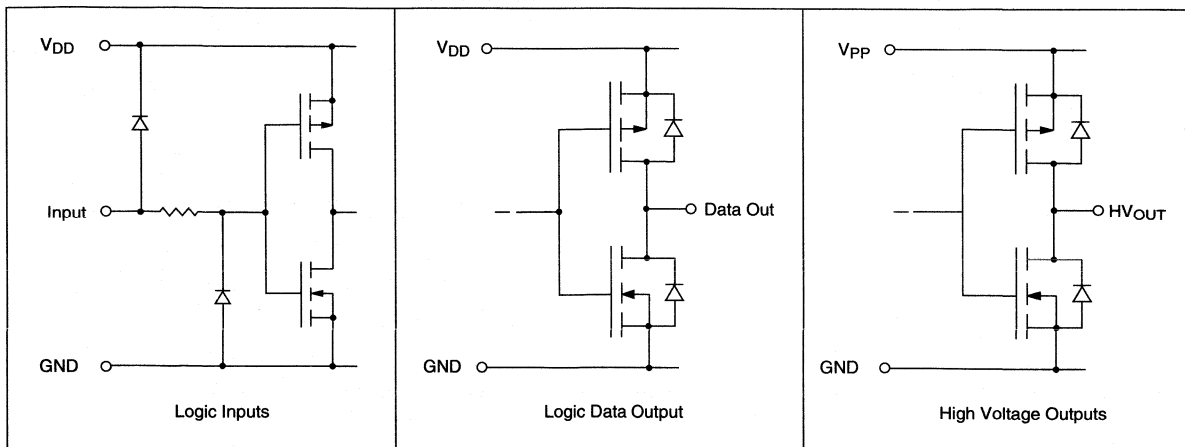 VDD
Input
GND
Logic Inputs
VDD
Data Out
GND
Logic Data Output
VPP
HVOUT
GND
High Voltage Outputs